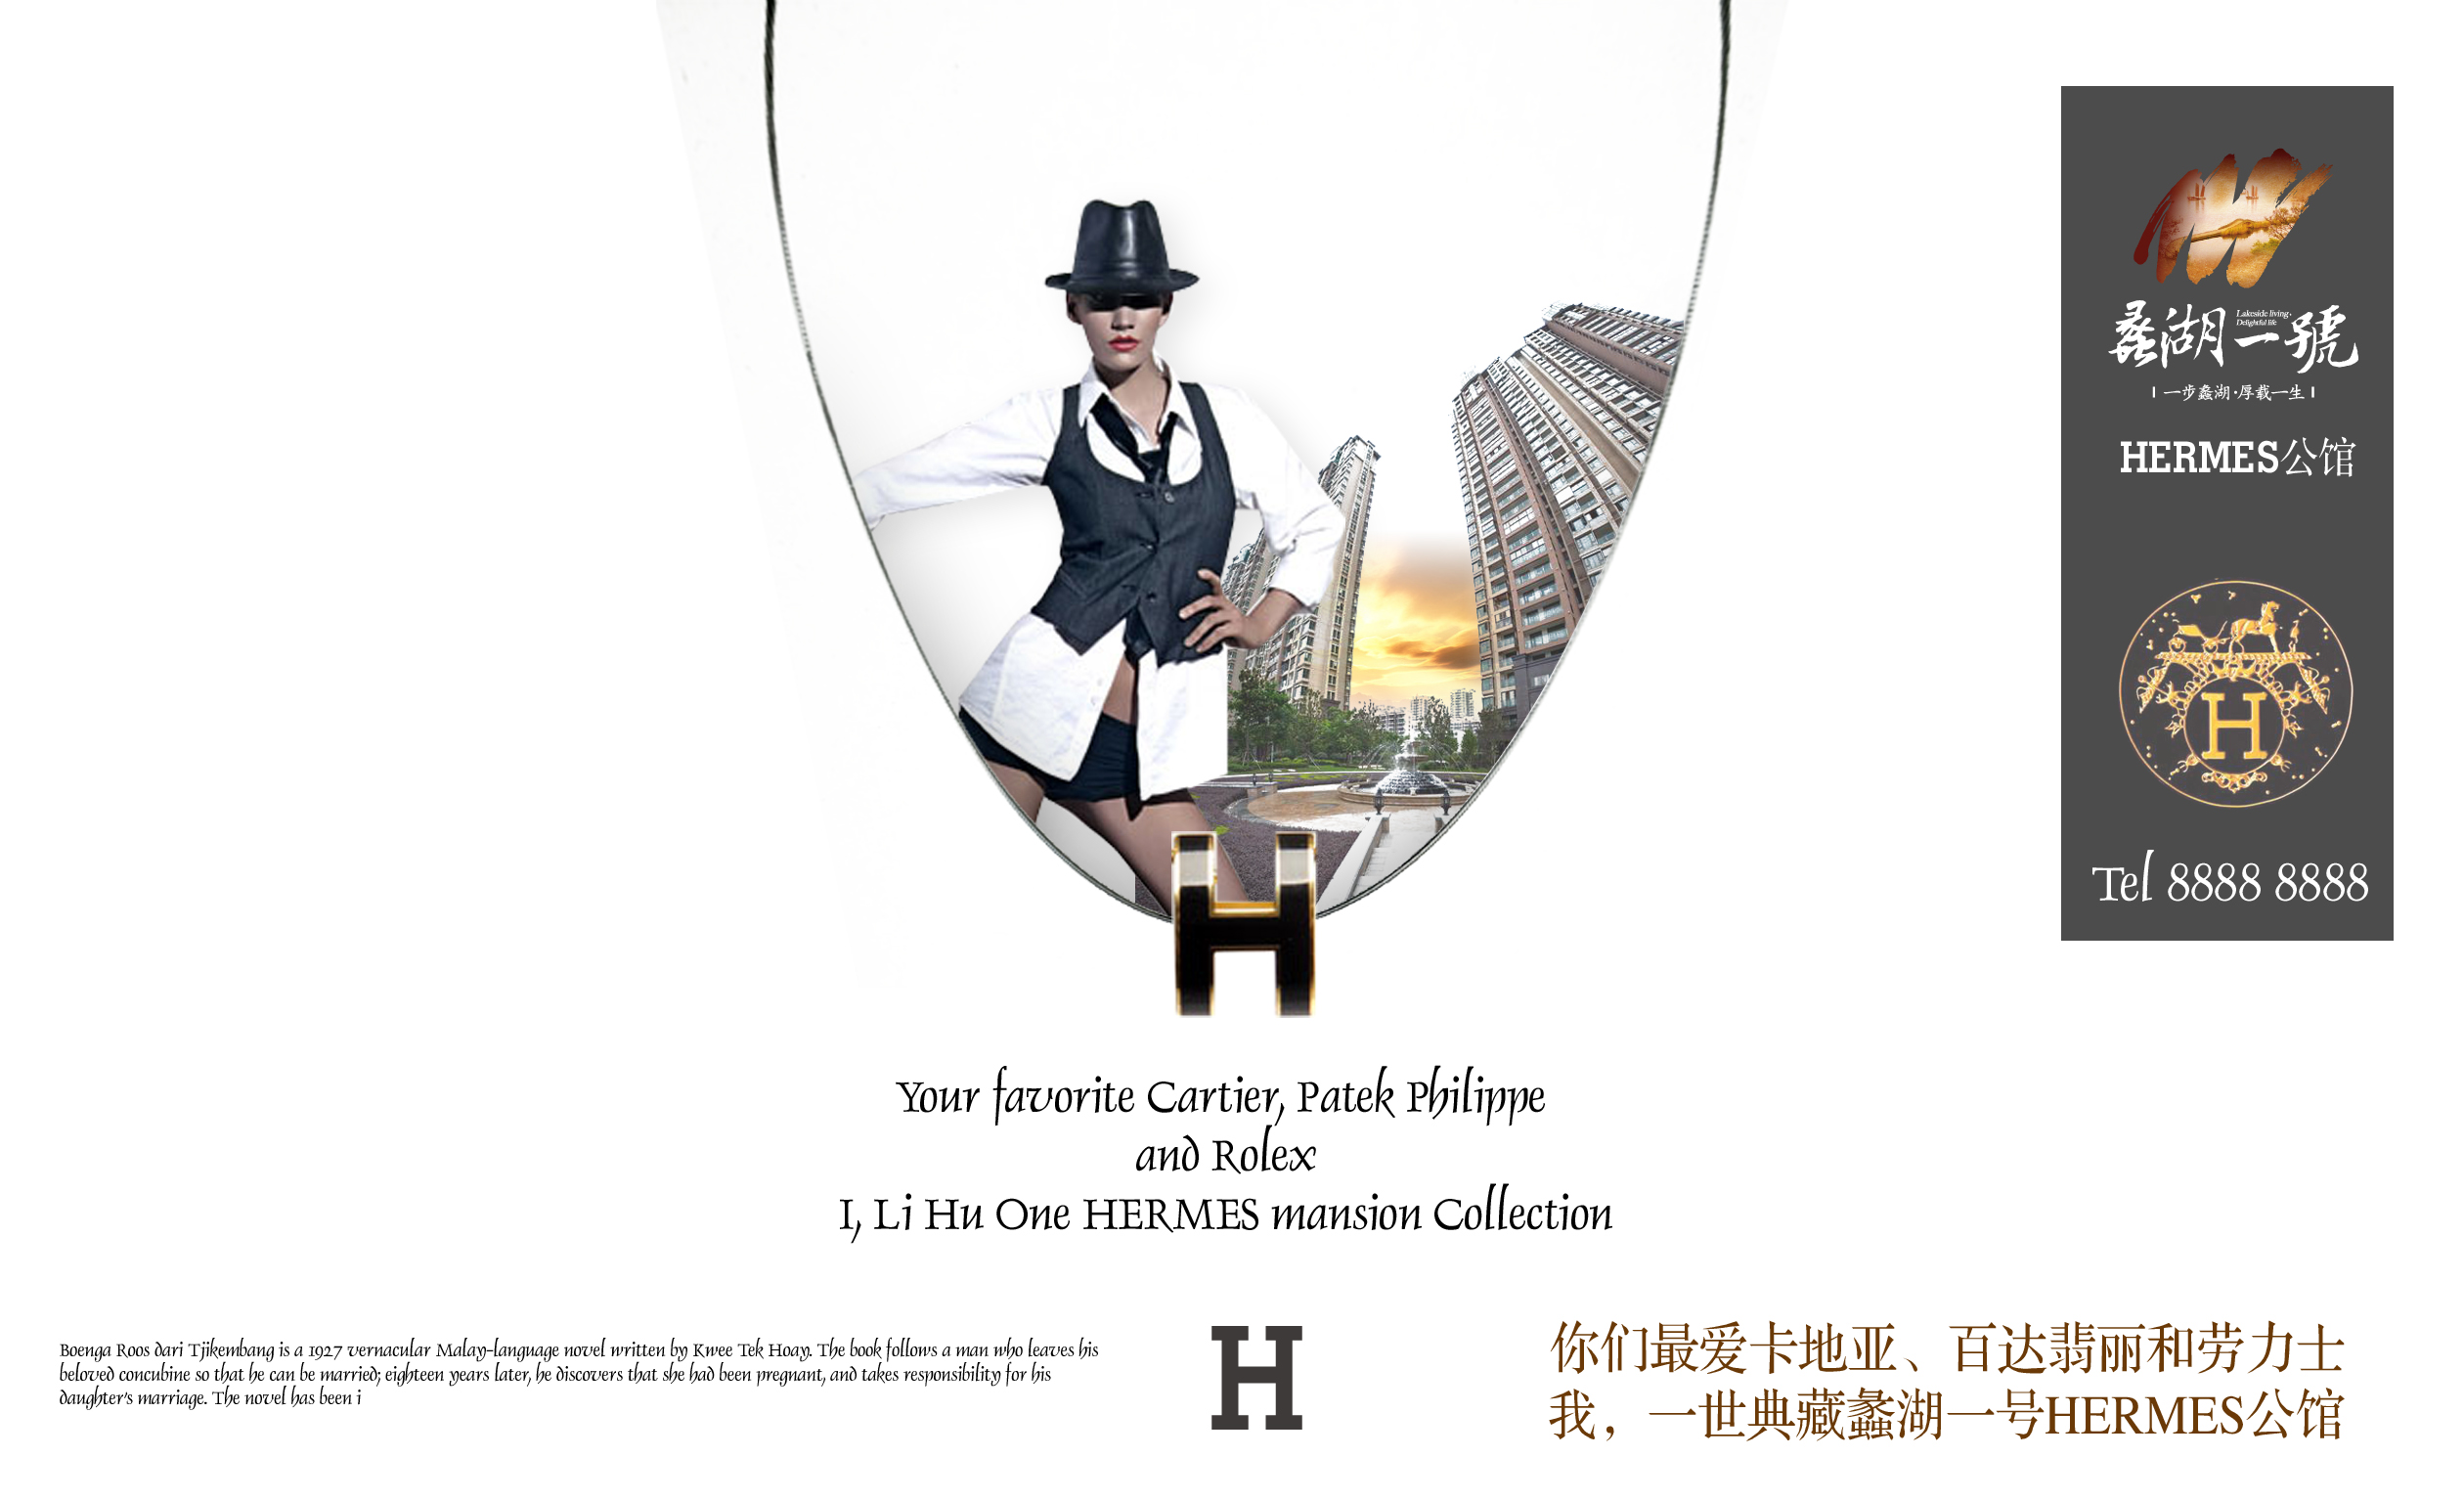 蠡湖一號
Lakeside living·
Delightful life
一步蠡湖·厚载一生
HERMES公馆
H
Tel 8888 8888
H
Your favorite Cartier, Patek Philippe
and Rolex
I, Li Hu One HERMES mansion Collection
Boenga Roos dari Tjikembang is a 1927 vernacular Malay-language novel written by Kwee Tek Hoay. The book follows a man who leaves his
beloved concubine so that he can be married; eighteen years later, he discovers that she had been pregnant, and takes responsibility for his
daughter's marriage. The novel has been i
H
你们最爱卡地亚、百达翡丽和劳力士
我，一世典藏蠡湖一号HERMES公馆